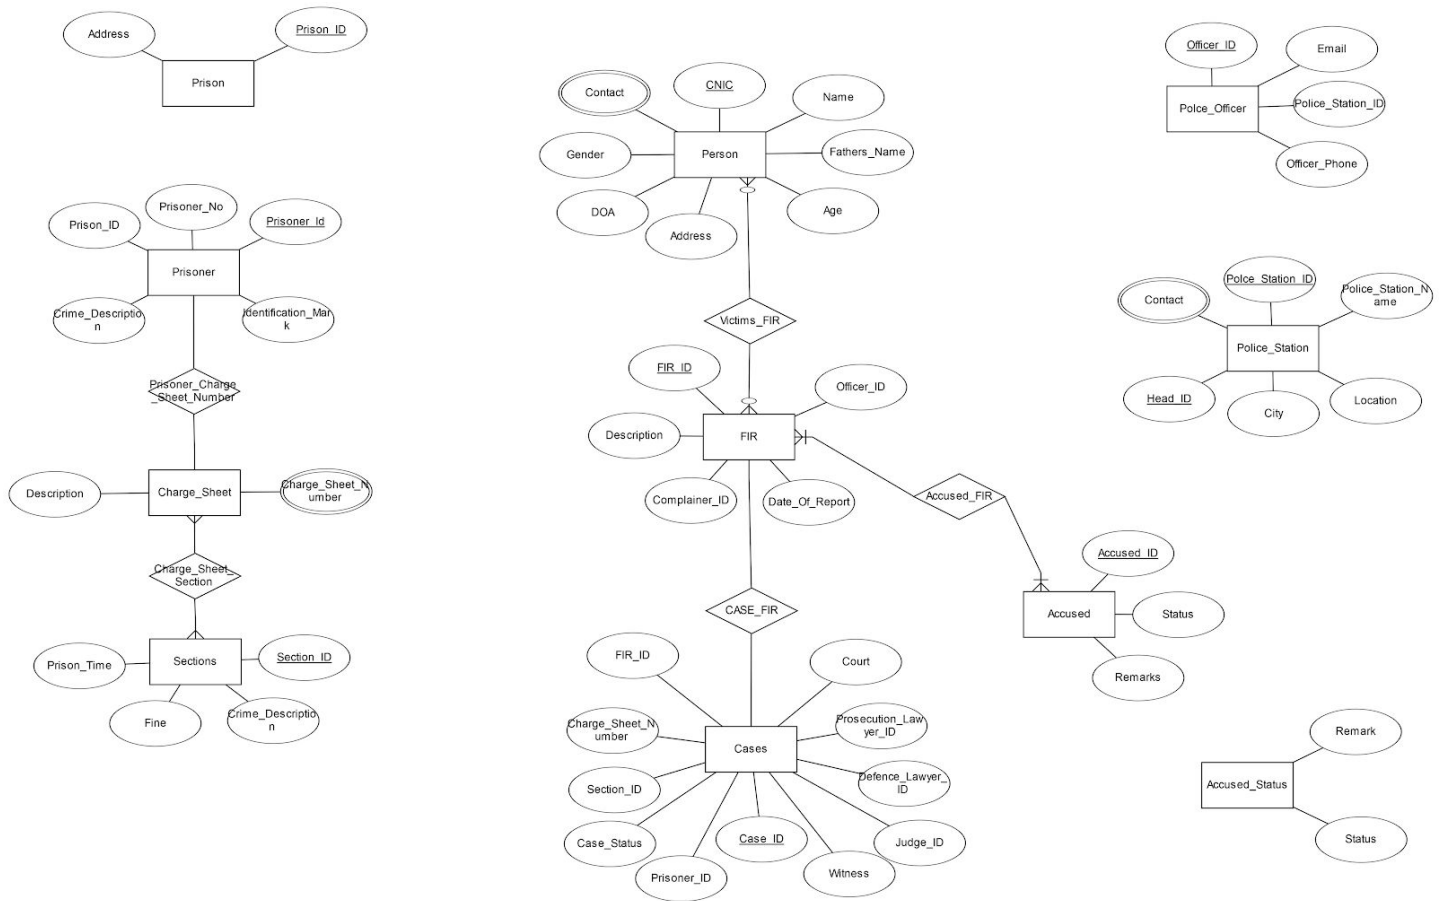 Address
Prison_ID
Prison
Prison_ID
Prisoner_No
Prisoner_Id
Prisoner
Crime_Descriptio
n
Identification_Mar
k
Prisoner_Charge
_Sheet_Number
Description
Charge_Sheet
Charge_Sheet_N
umber
Charge_Sheet_
Section
Prison_Time
Sections
Section_ID
Fine
Crime_Descriptio
n
Contact
CNIC
Name
Gender
Person
Fathers_Name
DOA
Address
Age
Victims_FIR
FIR_ID
Officer_ID
Description
FIR
Complainer_ID
Date_Of_Report
Accused_FIR
CASE_FIR
FIR_ID
Court
Charge_Sheet_N
umber
Prosecution_Law
yer_ID
Cases
Section_ID
Defence_Lawyer_
ID
Case_Status
Case_ID
Judge_ID
Prisoner_ID
Witness
Officer_ID
Email
Polce_Officer
Police_Station_ID
Officer_Phone
Contact
Polce_Station_ID
Police_Station_N
ame
Police_Station
Head_ID
City
Location
Accused_ID
Accused
Status
Remarks
Remark
Accused_Status
Status